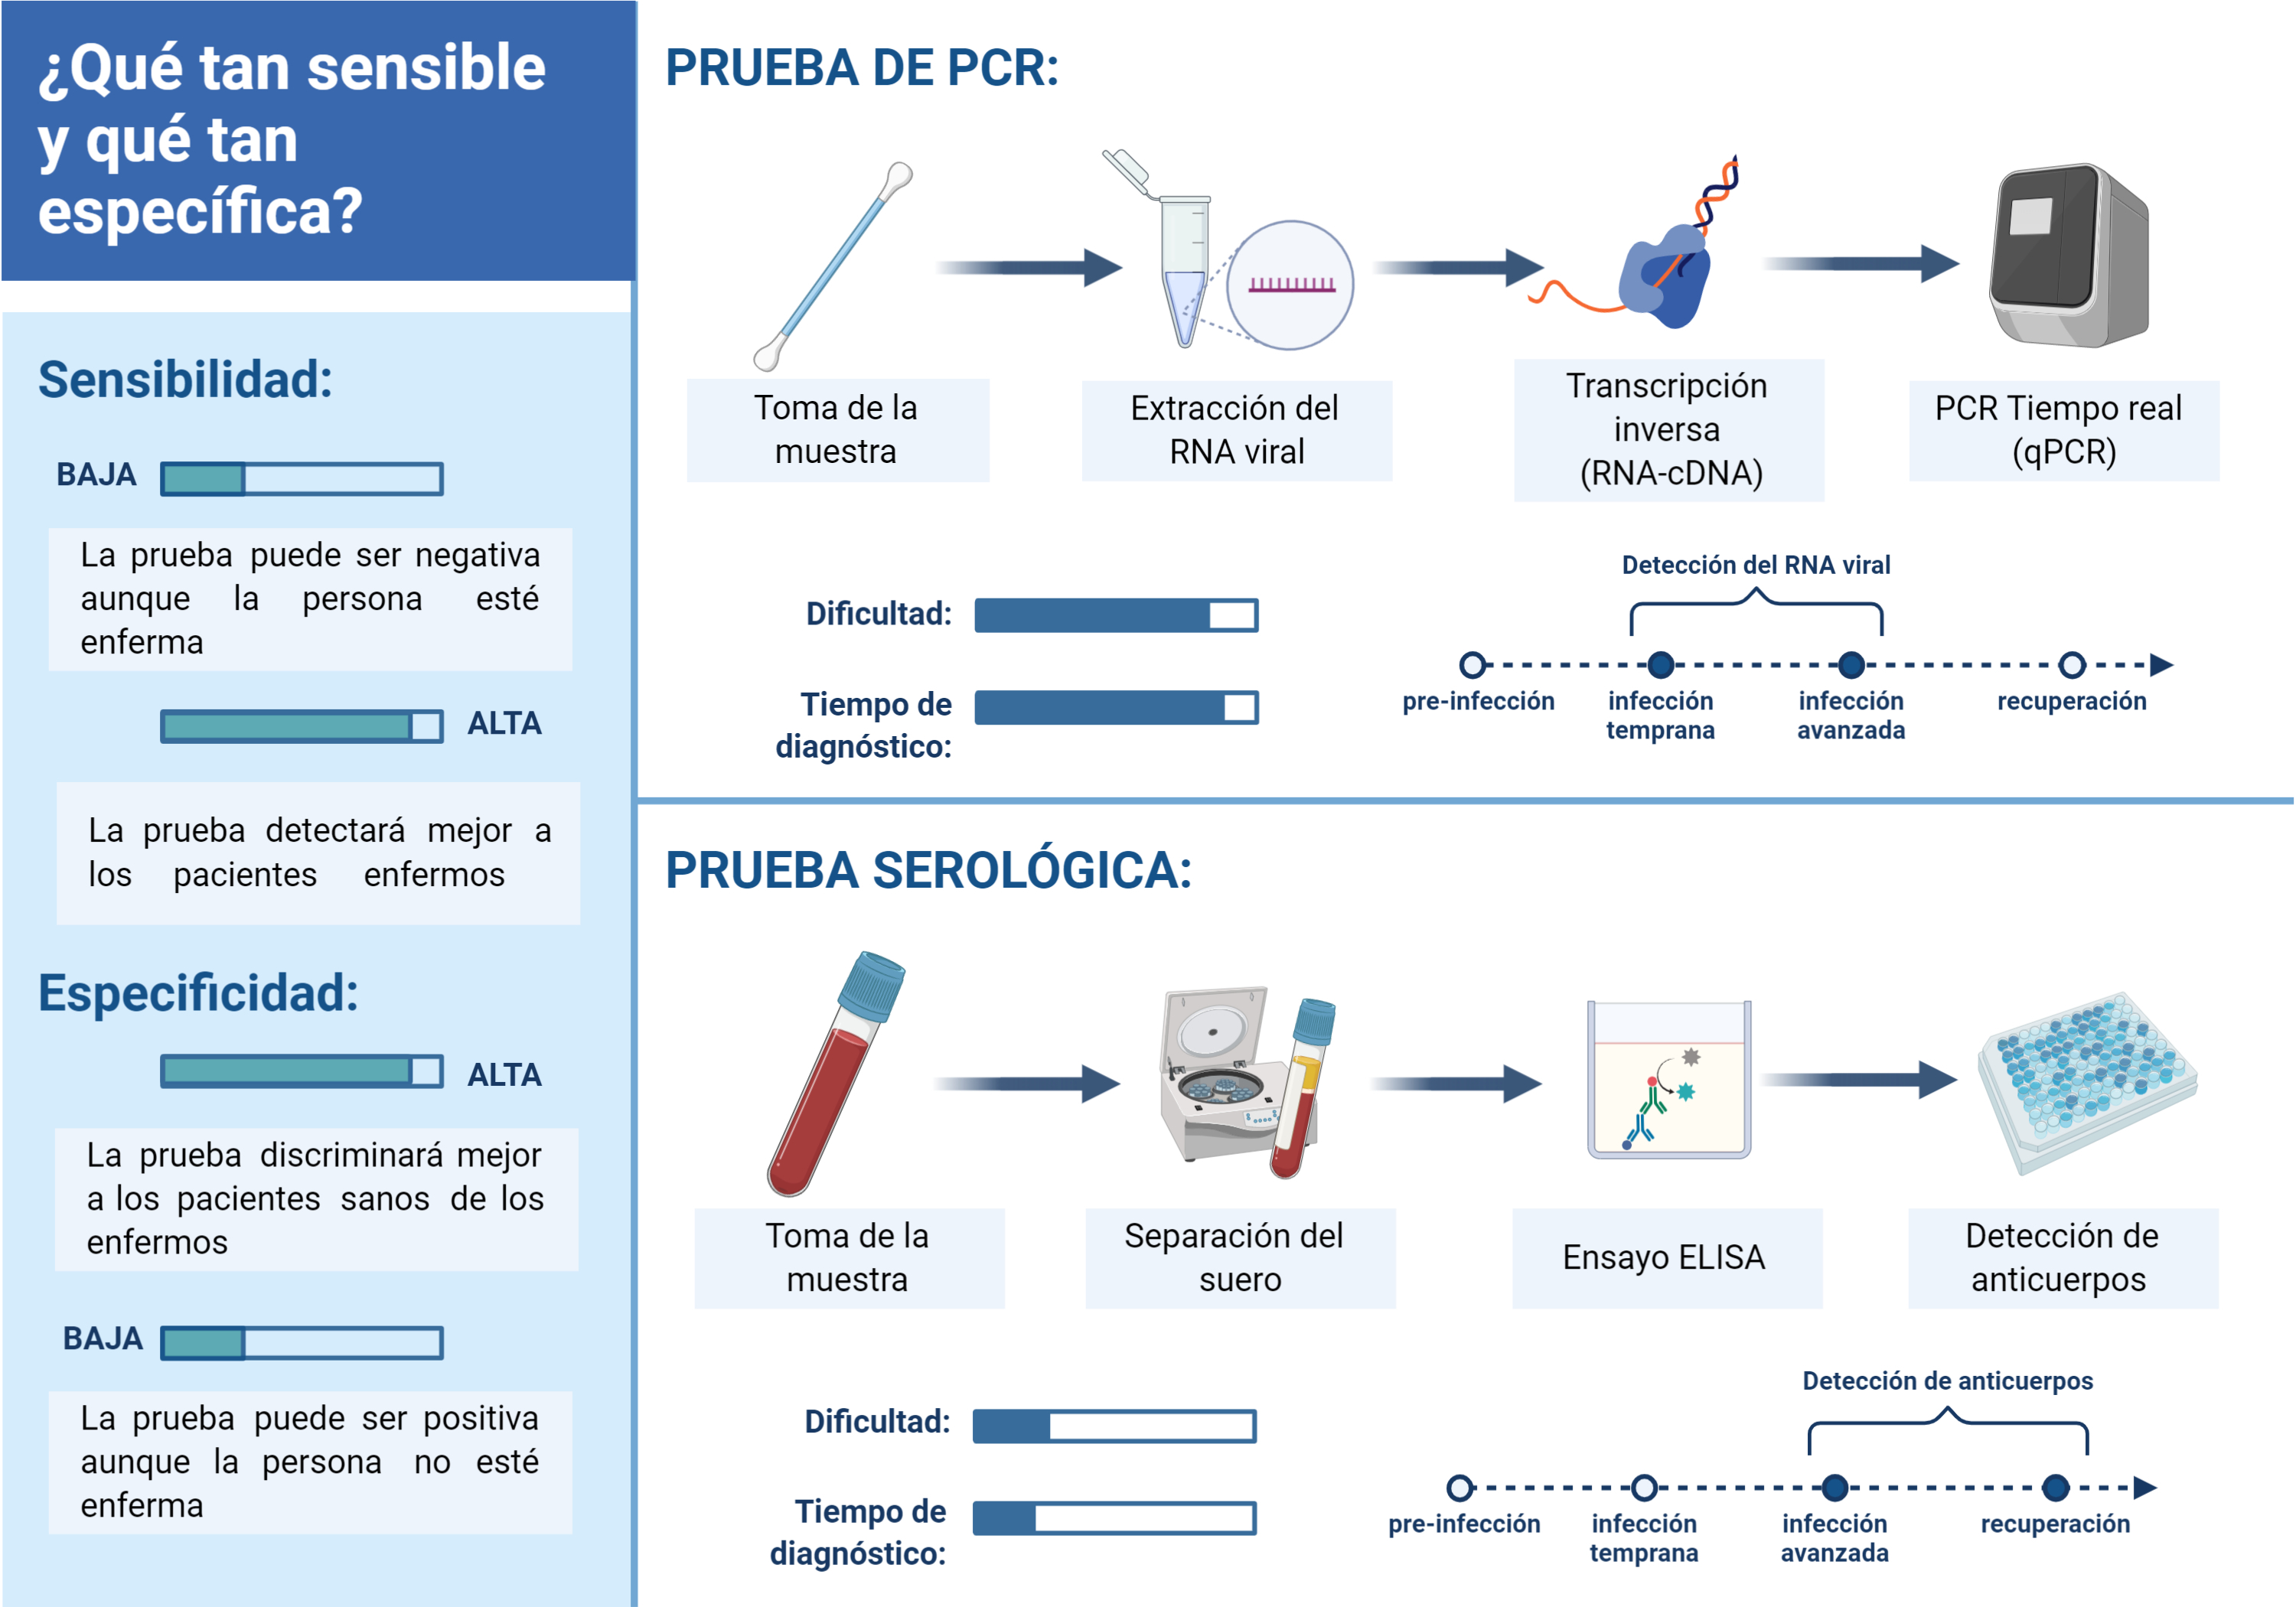 ¿Qué tan sensible
y qué tan
específica?
Sensibilidad:
BAJA
La prueba puede ser negativa
aunque la persona esté
enferma
ALTA
La prueba detectará mejor a
los pacientes enfermos
Especificidad:
ALTA
La prueba discriminará mejor
a los pacientes sanos de los
enfermos
BAJA
La prueba puede ser positiva
aunque la persona no esté
enferma
PRUEBA DE PCR:
Toma de la
muestra
Extracción del
RNA viral
Transcripción
inversa
(RNA-cDNA)
PCR Tiempo real
(qPCR)
Dificultad:
Tiempo de
diagnóstico:
Detección del RNA viral
pre-infección
infección
temprana
infección
avanzada
recuperación
PRUEBA SEROLÓGICA:
Toma de la
muestra
Separación del
suero
Ensayo ELISA
Detección de
anticuerpos
Dificultad:
Tiempo de
diagnóstico:
Detección de anticuerpos
pre-infección
infección
temprana
infección
avanzada
recuperación